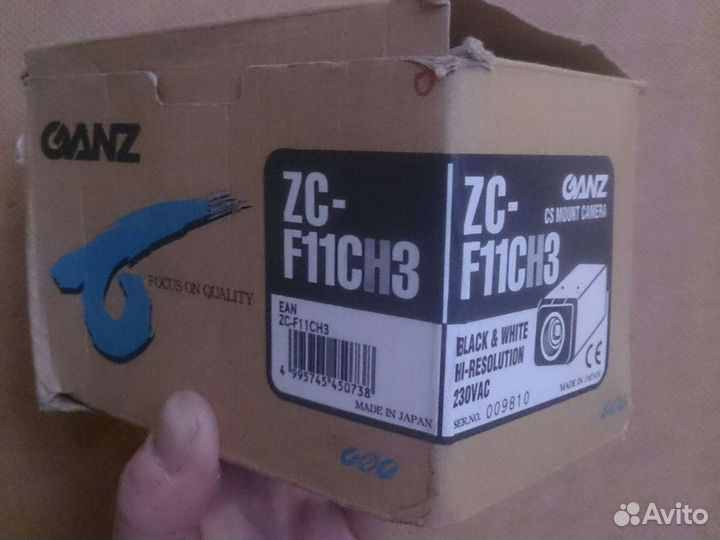 GANZ
FOCUS ON QUALITY
ZC-
F11CH3
EAN
ZC-F11CH3
4 995745 450738
MADE IN JAPAN
GANZ
CS MOUNT CAMERA
ZC-
F11CH3
BLACK & WHITE
HI-RESOLUTION
230VAC
CE
SER.NO. 009810
MADE IN JAPAN
Avito